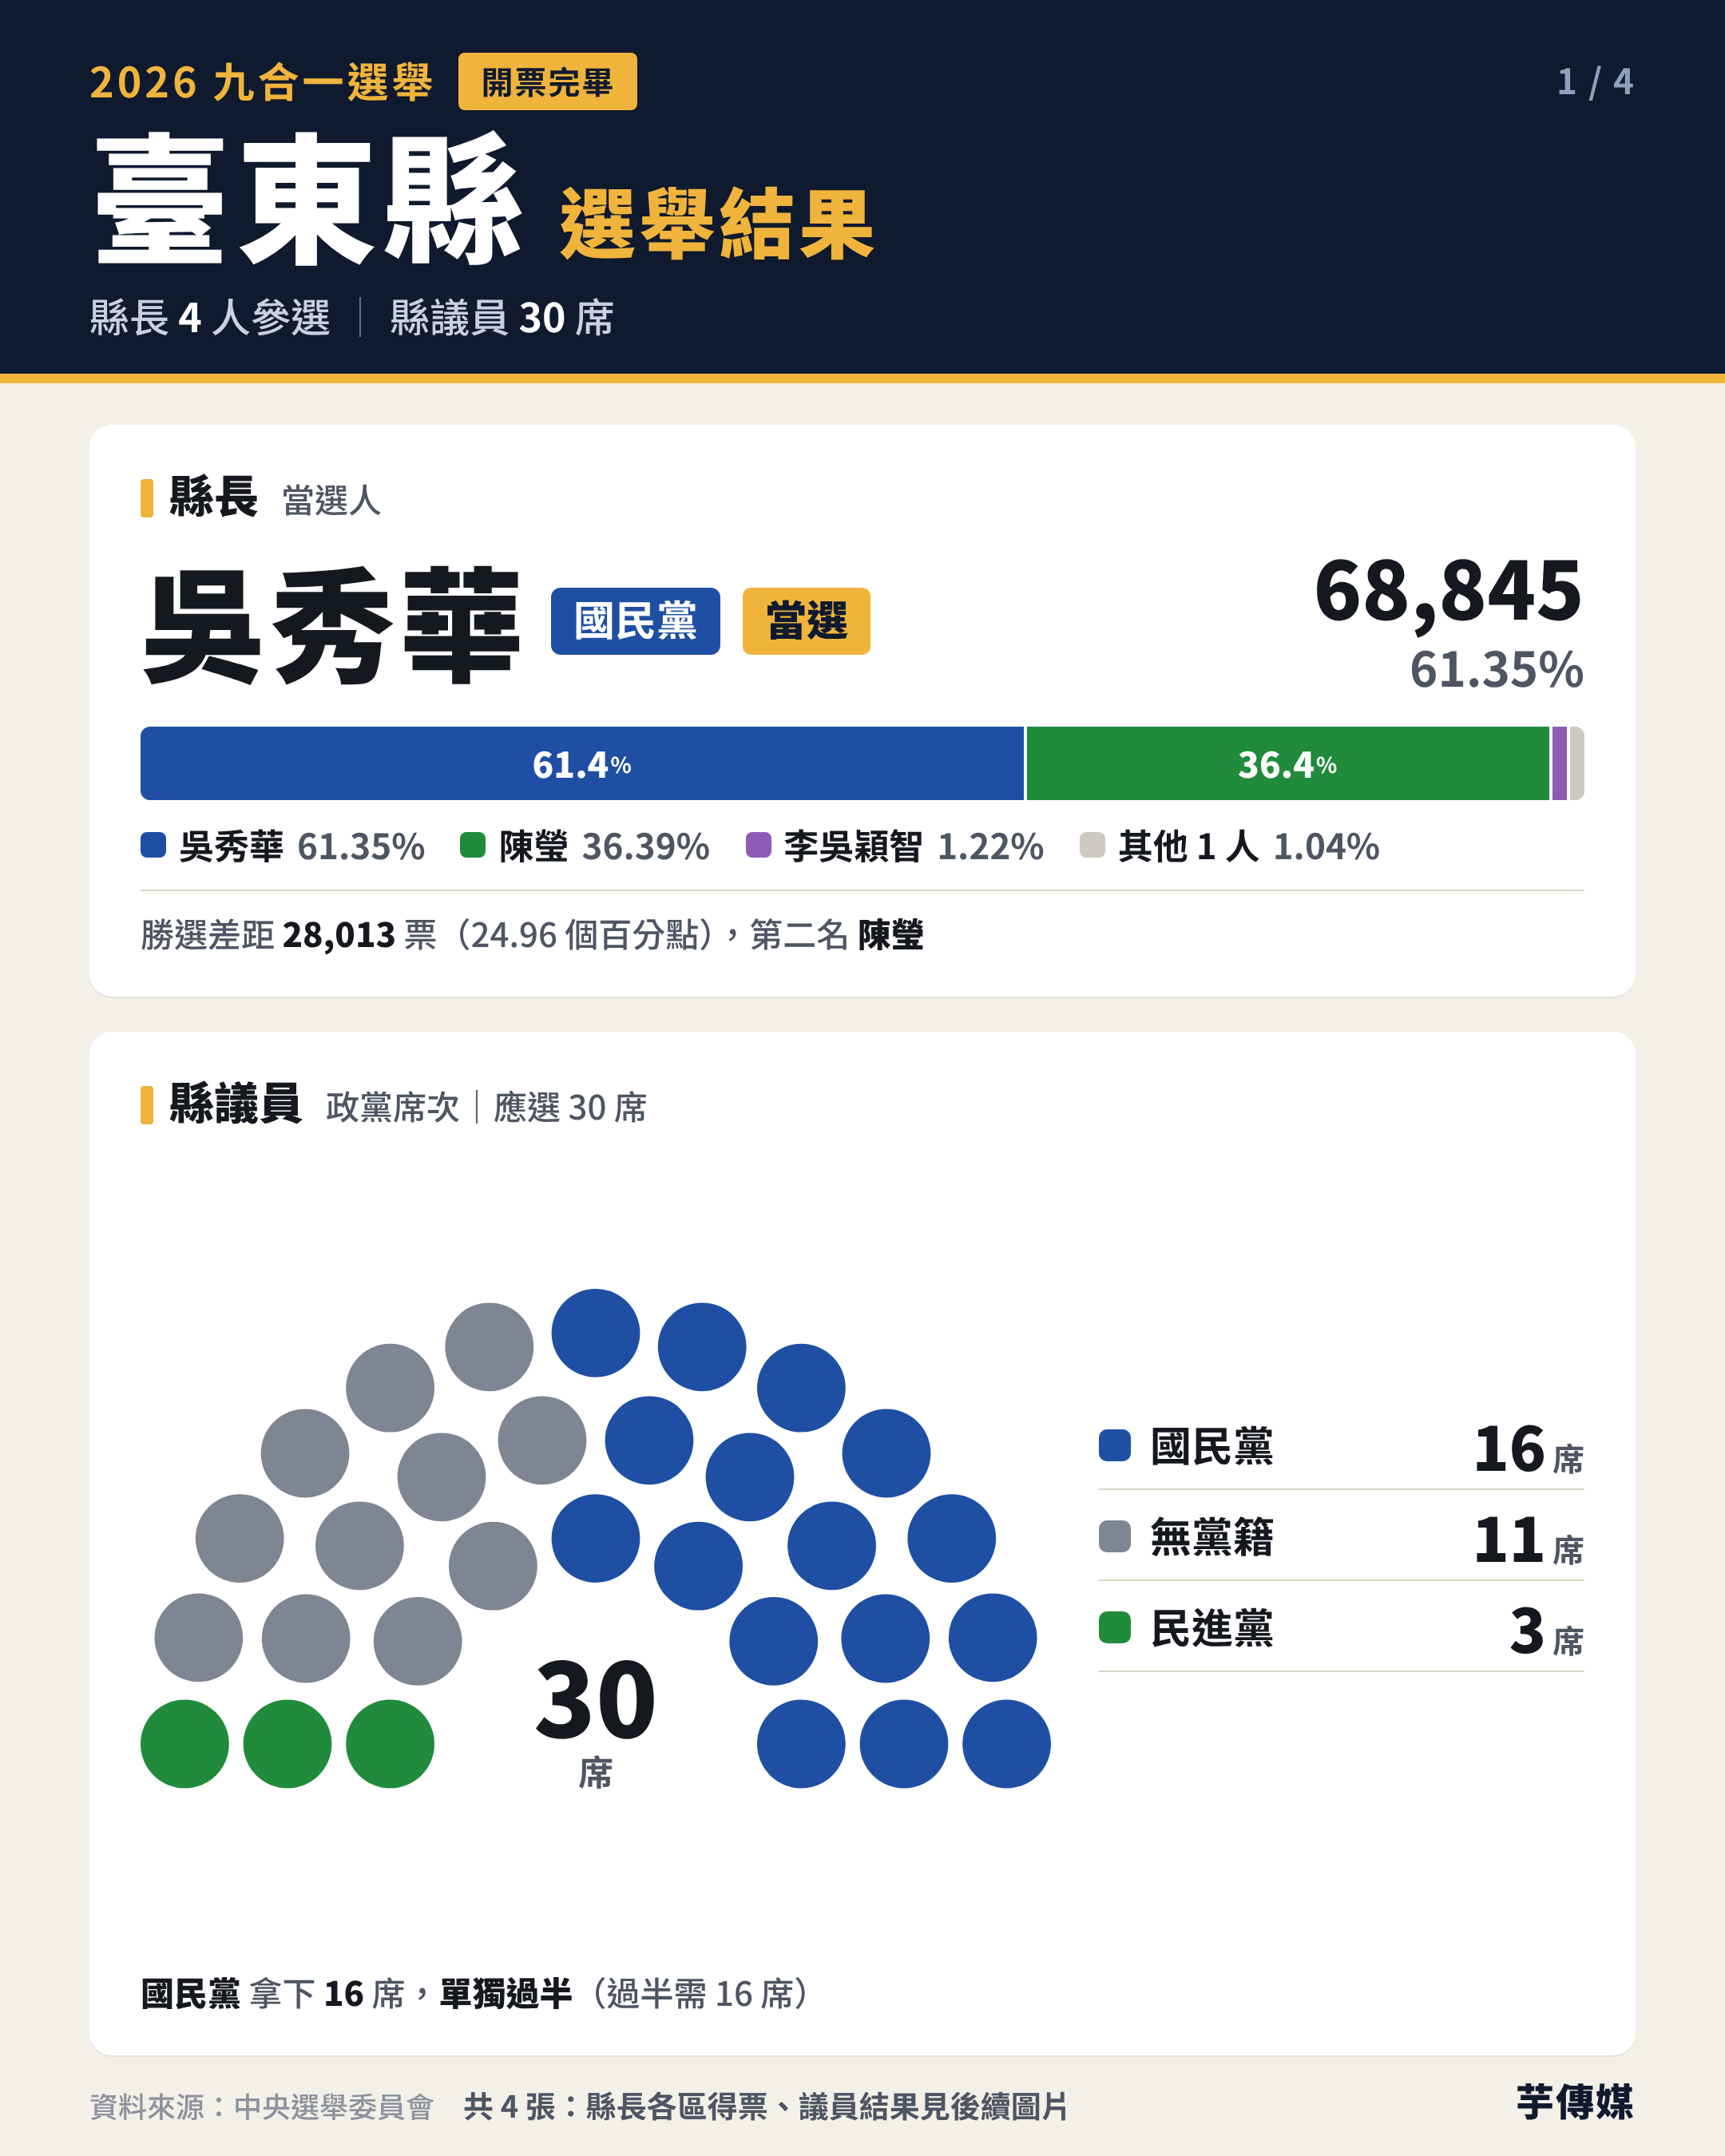 2026 九合一選舉 開票完畢 1 / 4
臺東縣 選舉結果
縣長 4 人參選｜縣議員 30 席
縣長 當選人
吳秀華 國民黨 當選 68,845
61.35%
61.4% 36.4%
吳秀華 61.35% 陳瑩 36.39% 李吳穎智 1.22% 其他 1 人 1.04%
勝選差距 28,013 票（24.96 個百分點），第二名 陳瑩
縣議員 政黨席次｜應選 30 席
國民黨 16 席
無黨籍 11 席
民進黨 3 席
30
席
國民黨 拿下 16 席，單獨過半（過半需 16 席）
資料來源：中央選舉委員會 共 4 張：縣長各區得票、議員結果見後續圖片 芋傳媒